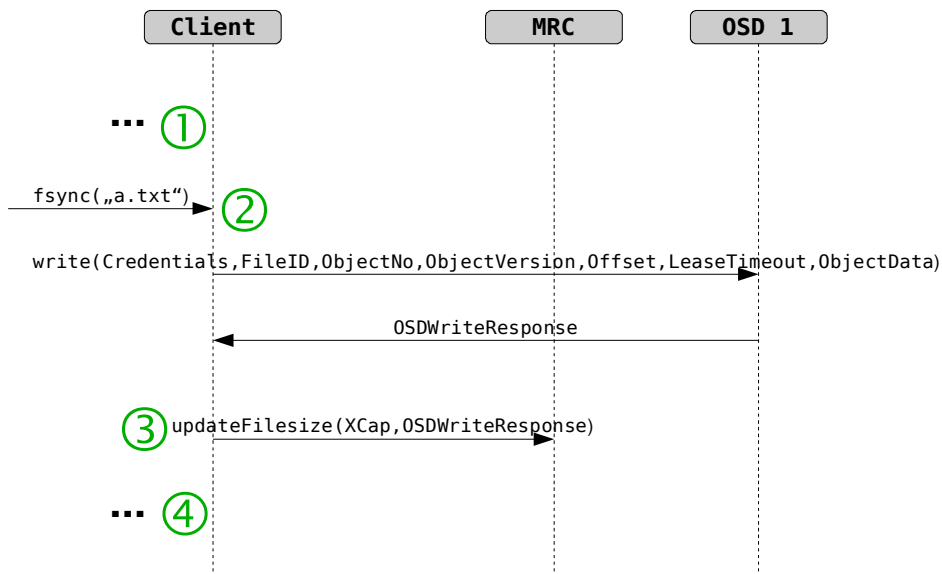 Client MRC OSD 1
... ①
fsync(„a.txt“) ②
write(Credentials,FileID,ObjectNo,ObjectVersion,Offset,LeaseTimeout,ObjectData)
OSDWriteResponse
③ updateFilesize(XCap,OSDWriteResponse)
... ④